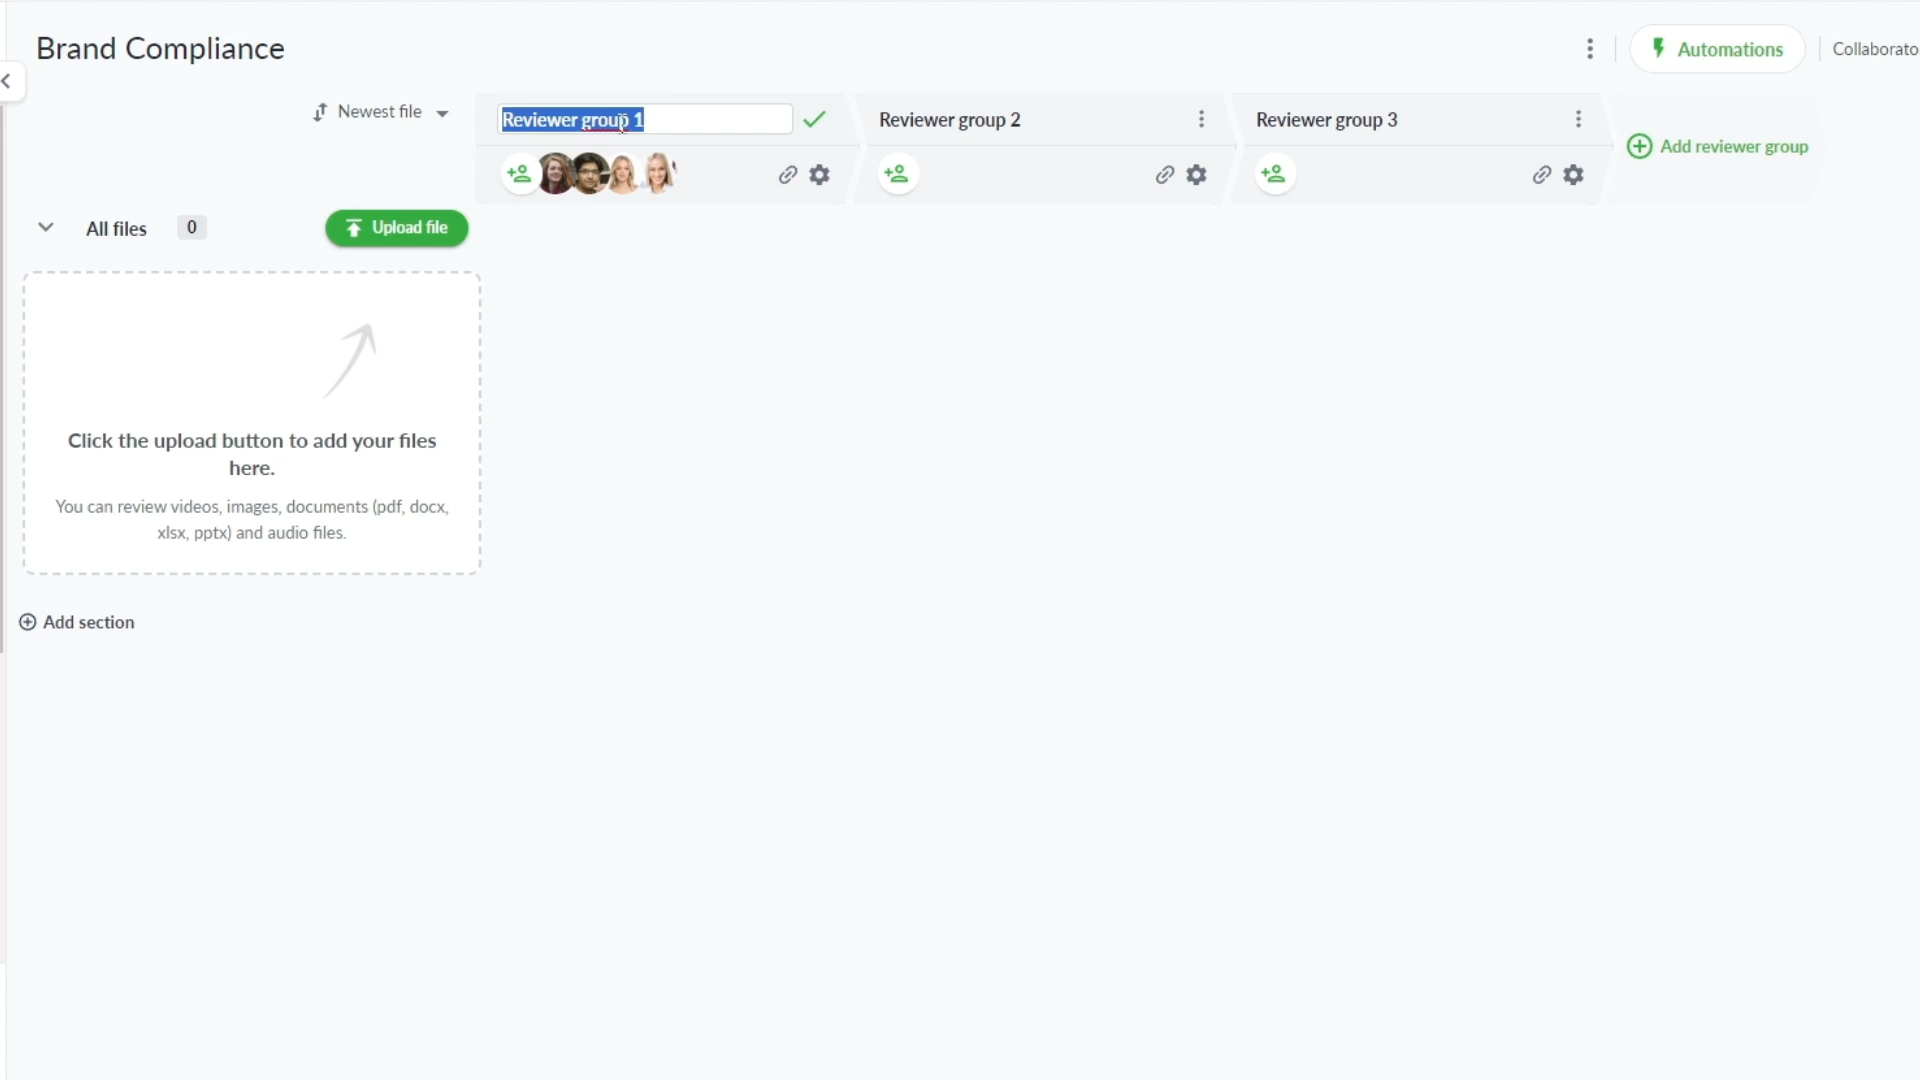 Brand Compliance
Automations
Collaborato
Newest file
Reviewer group 1
Reviewer group 2
Reviewer group 3
Add reviewer group
All files
0
Upload file
Click the upload button to add your files
here.
You can review videos, images, documents (pdf, docx,
xlsx, pptx) and audio files.
Add section